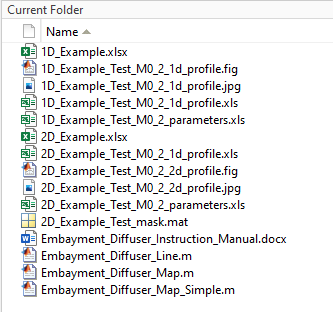 Current Folder
Name
1D_Example.xlsx
1D_Example_Test_M0_2_1d_profile.fig
1D_Example_Test_M0_2_1d_profile.jpg
1D_Example_Test_M0_2_1d_profile.xls
1D_Example_Test_M0_2_parameters.xls
2D_Example.xlsx
2D_Example_Test_M0_2_1d_profile.xls
2D_Example_Test_M0_2_2d_profile.fig
2D_Example_Test_M0_2_2d_profile.jpg
2D_Example_Test_M0_2_parameters.xls
2D_Example_Test_mask.mat
Embayment_Diffuser_Instruction_Manual.docx
Embayment_Diffuser_Line.m
Embayment_Diffuser_Map.m
Embayment_Diffuser_Map_Simple.m